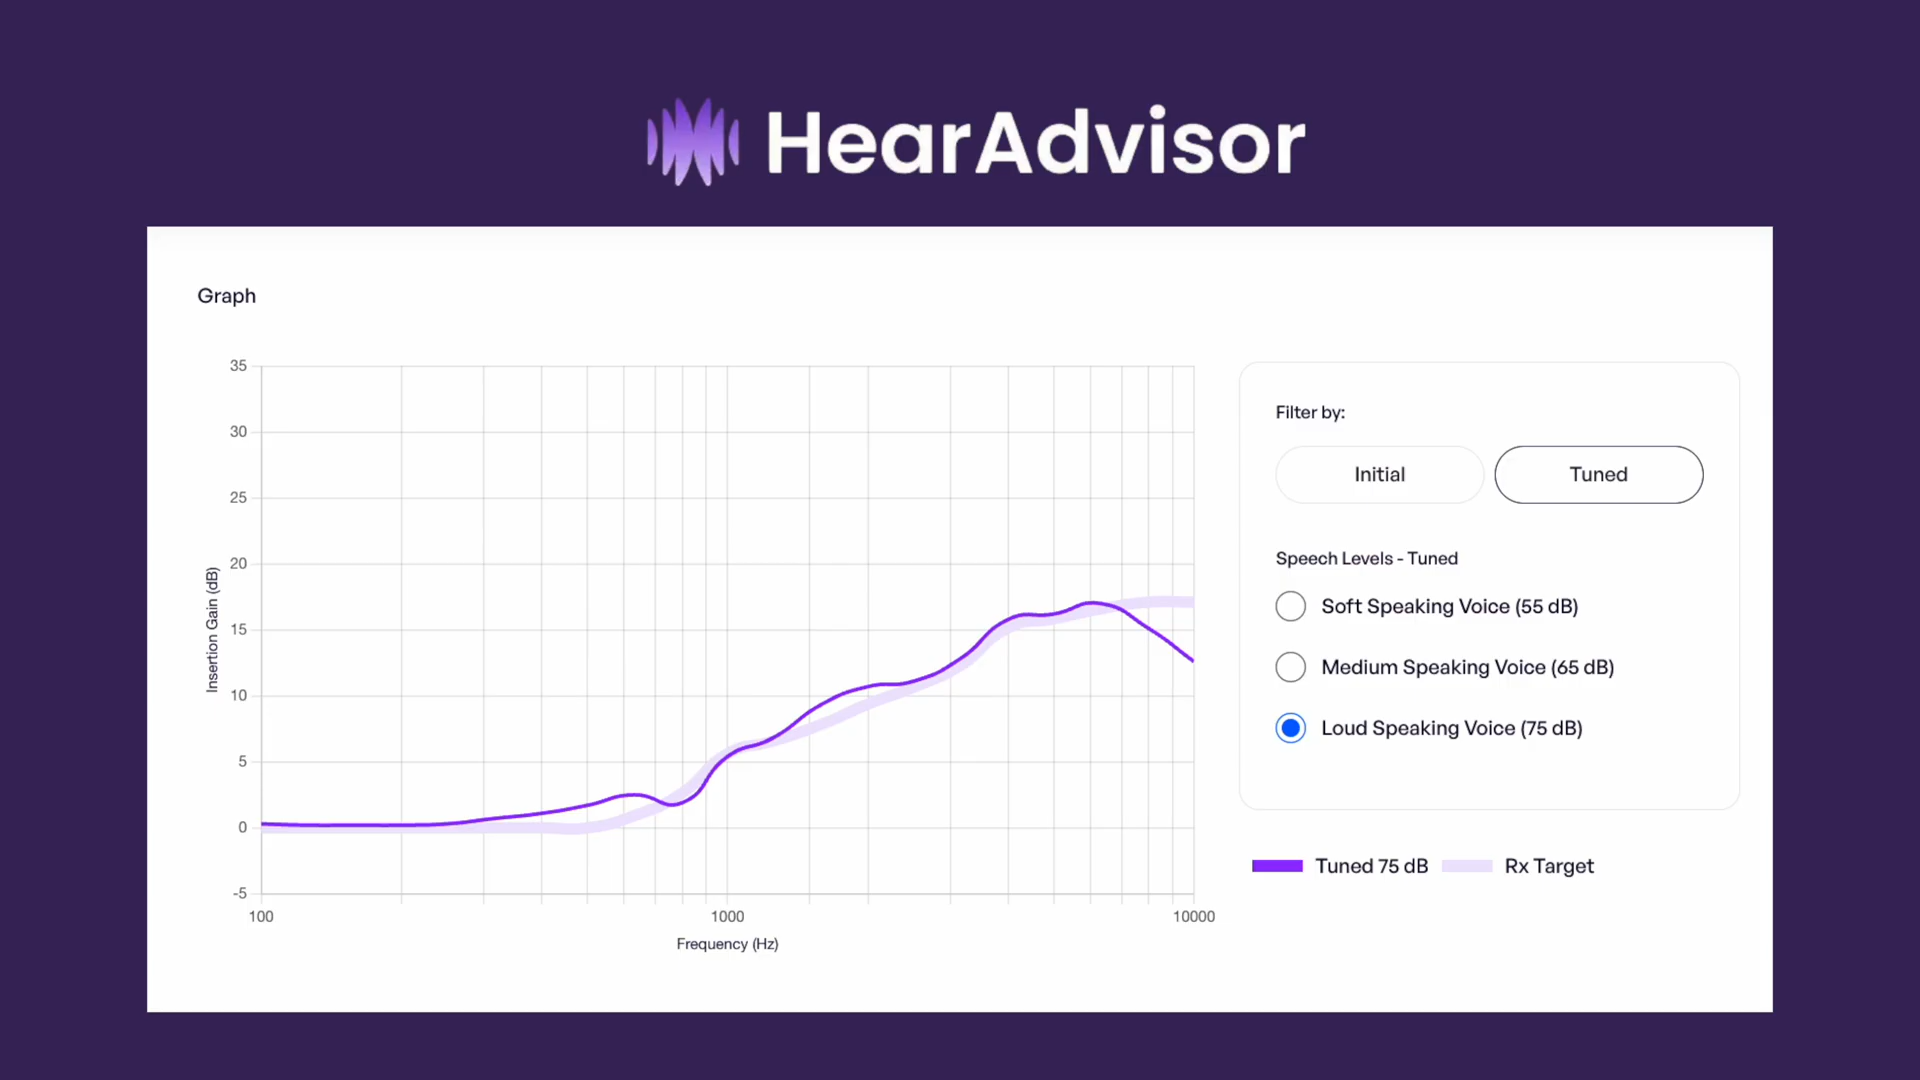 HearAdvisor
Graph
35
30
25
20
15
10
5
0
-5
Insertion Gain (dB)
100
1000
10000
Frequency (Hz)
Filter by:
Initial
Tuned
Speech Levels - Tuned
Soft Speaking Voice (55 dB)
Medium Speaking Voice (65 dB)
Loud Speaking Voice (75 dB)
Tuned 75 dB
Rx Target